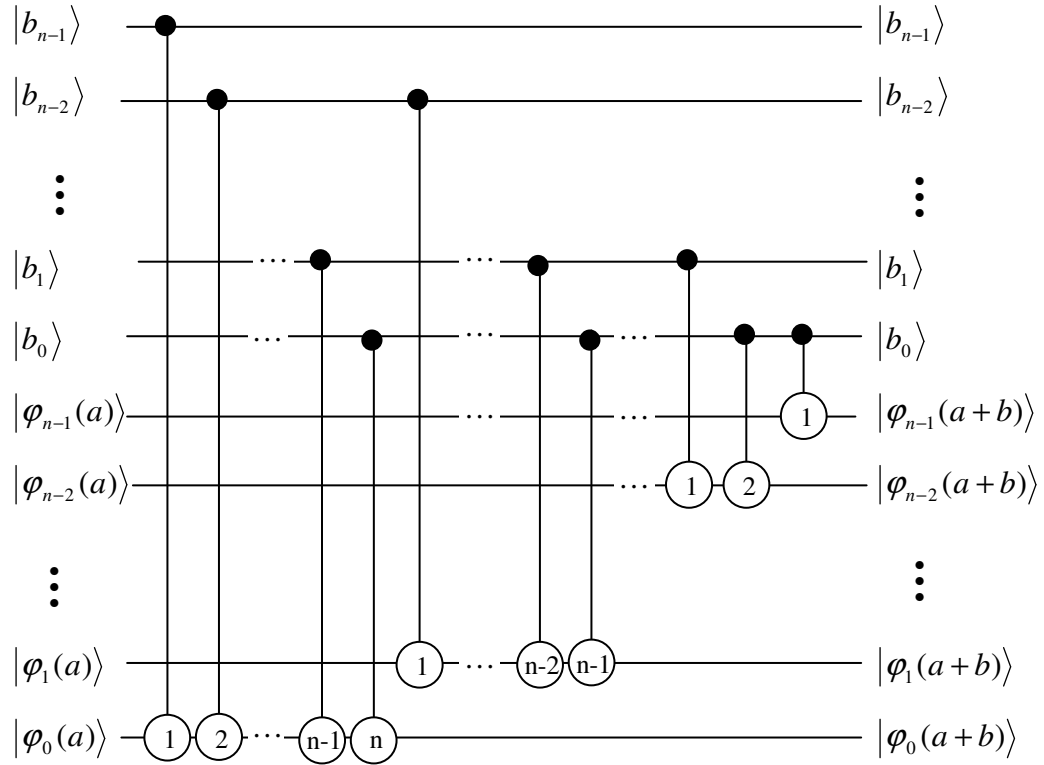 |b_{n-1}⟩ |b_{n-1}⟩
|b_{n-2}⟩ |b_{n-2}⟩
|b_1⟩ ... ... |b_1⟩
|b_0⟩ ... ... ... |b_0⟩
|φ_{n-1}(a)⟩ ... ... 1 |φ_{n-1}(a+b)⟩
|φ_{n-2}(a)⟩ ... 1 2 |φ_{n-2}(a+b)⟩
|φ_1(a)⟩ 1 ... n-2 n-1 |φ_1(a+b)⟩
|φ_0(a)⟩ 1 2 ... n-1 n |φ_0(a+b)⟩